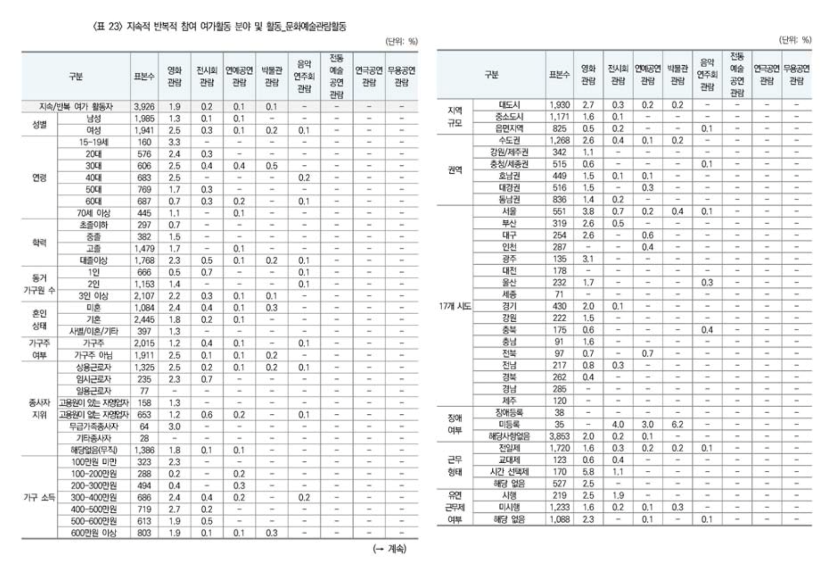 <표 23> 지속적 반복적 참여 여가활동 분야 및 활동_문화예술관람활동
(단위: %)
구분 표본수 영화 관람 전시회 관람 연예공연 관람 박물관 관람 음악 연주회 관람 전통 예술 공연 관람 연극공연 관람 무용공연 관람
지속/반복 여가 활동자 3,926 1.9 0.2 0.1 0.1 – – – –
성별 남성 1,985 1.3 0.1 0.1 – – – – –
여성 1,941 2.5 0.3 0.1 0.2 0.1 – – –
연령 15-19세 160 3.3 – – – – – – –
20대 576 2.4 0.3 – – – – – –
30대 606 2.5 0.4 0.4 0.5 – – – –
40대 683 2.5 – – – 0.2 – – –
50대 769 1.7 0.3 – – – – – –
60대 687 0.7 0.3 0.2 – 0.1 – – –
70세 이상 445 1.1 – 0.1 – – – – –
학력 초졸이하 297 0.7 – – – – – – –
중졸 382 1.5 – – – – – – –
고졸 1,479 1.7 – 0.1 – – – – –
대졸이상 1,768 2.3 0.5 0.1 0.2 0.1 – – –
동거 가구원 수 1인 666 0.5 0.7 – – 0.1 – – –
2인 1,153 1.4 – – – 0.1 – – –
3인 이상 2,107 2.2 0.3 0.1 0.1 – – – –
혼인 상태 미혼 1,084 2.4 0.4 0.1 0.3 – – – –
기혼 2,445 1.8 0.2 0.1 – – – – –
사별/이혼/기타 397 1.3 – – – – – – –
가구주 여부 가구주 2,015 1.2 0.4 0.1 – 0.1 – – –
가구주 아님 1,911 2.5 0.1 0.1 0.2 – – – –
종사자 지위 상용근로자 1,325 2.5 0.2 0.1 0.2 0.1 – – –
임시근로자 235 2.3 0.7 – – – – – –
일용근로자 77 – – – – – – – –
고용원이 있는 자영업자 158 1.3 – – – – – – –
고용원이 없는 자영업자 653 1.2 0.6 0.2 – 0.1 – – –
무급가족종사자 64 3.0 – – – – – – –
기타종사자 28 – – – – – – – –
해당없음(무직) 1,386 1.8 0.1 0.1 – – – – –
가구 소득 100만원 미만 323 2.3 – – – – – – –
100-200만원 288 0.2 – 0.2 – – – – –
200-300만원 494 0.4 – 0.3 – – – – –
300-400만원 686 2.4 0.4 0.2 – 0.2 – – –
400-500만원 719 2.7 0.2 – – – – – –
500-600만원 613 1.9 0.5 – – – – – –
600만원 이상 803 1.9 0.1 0.1 0.3 – – – –
(→ 계속)
(단위: %)
구분 표본수 영화 관람 전시회 관람 연예공연 관람 박물관 관람 음악 연주회 관람 전통 예술 공연 관람 연극공연 관람 무용공연 관람
지역 규모 대도시 1,930 2.7 0.3 0.2 0.2 – – – –
중소도시 1,171 1.6 0.1 – – – – – –
읍면지역 825 0.5 0.2 – – 0.1 – – –
권역 수도권 1,268 2.6 0.4 0.1 0.2 – – – –
강원/제주권 342 1.1 – – – – – – –
충청/세종권 515 0.6 – – – 0.1 – – –
호남권 449 1.5 0.1 0.1 – – – – –
대경권 516 1.5 – 0.3 – – – – –
동남권 836 1.4 0.2 – – – – – –
17개 시도 서울 551 3.8 0.7 0.2 0.4 0.1 – – –
부산 319 2.6 0.5 – – – – – –
대구 254 2.6 – 0.6 – – – – –
인천 287 – – 0.4 – – – – –
광주 135 3.1 – – – – – – –
대전 178 – – – – – – – –
울산 232 1.7 – – – 0.3 – – –
세종 71 – – – – – – – –
경기 430 2.0 0.1 – – – – – –
강원 222 1.5 – – – – – – –
충북 175 0.6 – – – 0.4 – – –
충남 91 1.6 – – – – – – –
전북 97 0.7 – 0.7 – – – – –
전남 217 0.8 0.3 – – – – – –
경북 262 0.4 – – – – – – –
경남 285 – – – – – – – –
제주 120 – – – – – – – –
장애 여부 장애등록 38 – – – – – – – –
미등록 35 – 4.0 3.0 6.2 – – – –
해당사항없음 3,853 2.0 0.2 0.1 – – – – –
근무 형태 전일제 1,720 1.6 0.3 0.2 0.2 0.1 – – –
교대제 123 0.6 0.4 – – – – – –
시간 선택제 170 5.8 1.1 – – – – – –
해당 없음 527 2.5 – – – – – – –
유연 근무제 여부 시행 219 2.5 1.9 – – – – – –
미시행 1,233 1.6 0.2 0.1 0.3 – – – –
해당 없음 1,088 2.3 – 0.1 – 0.1 – – –